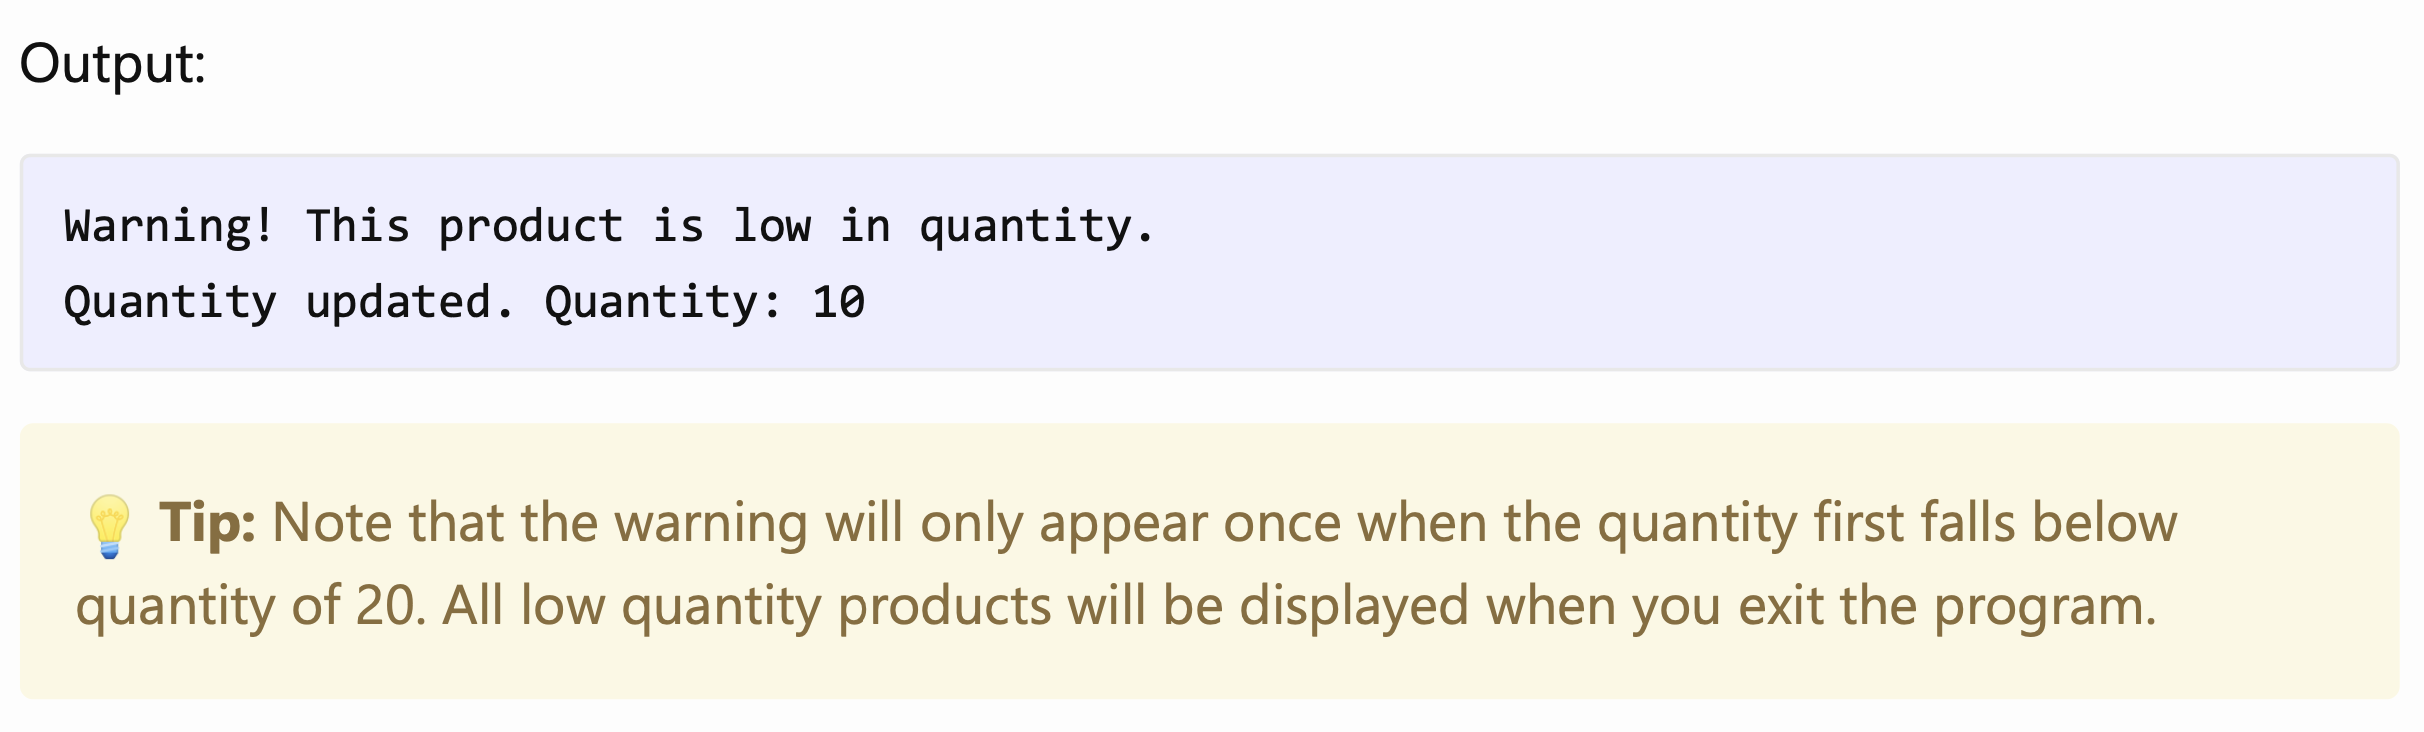 Output:
Warning! This product is low in quantity.
Quantity updated. Quantity: 10
💡 Tip: Note that the warning will only appear once when the quantity first falls below
quantity of 20. All low quantity products will be displayed when you exit the program.